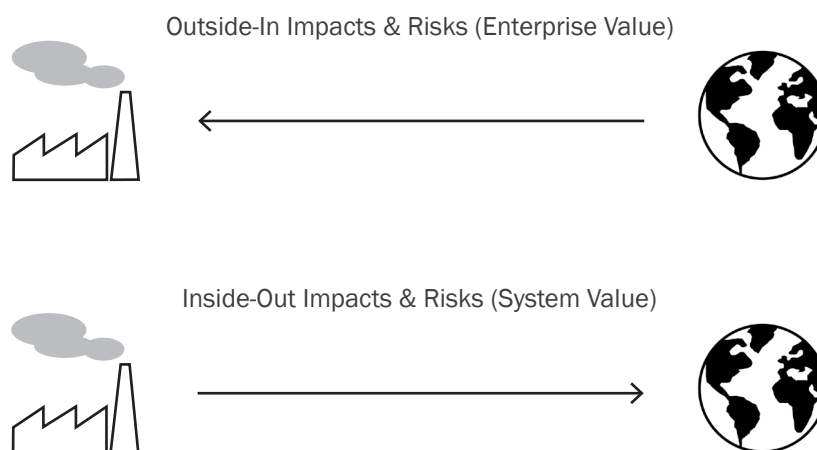 Outside-In Impacts & Risks (Enterprise Value)
Inside-Out Impacts & Risks (System Value)